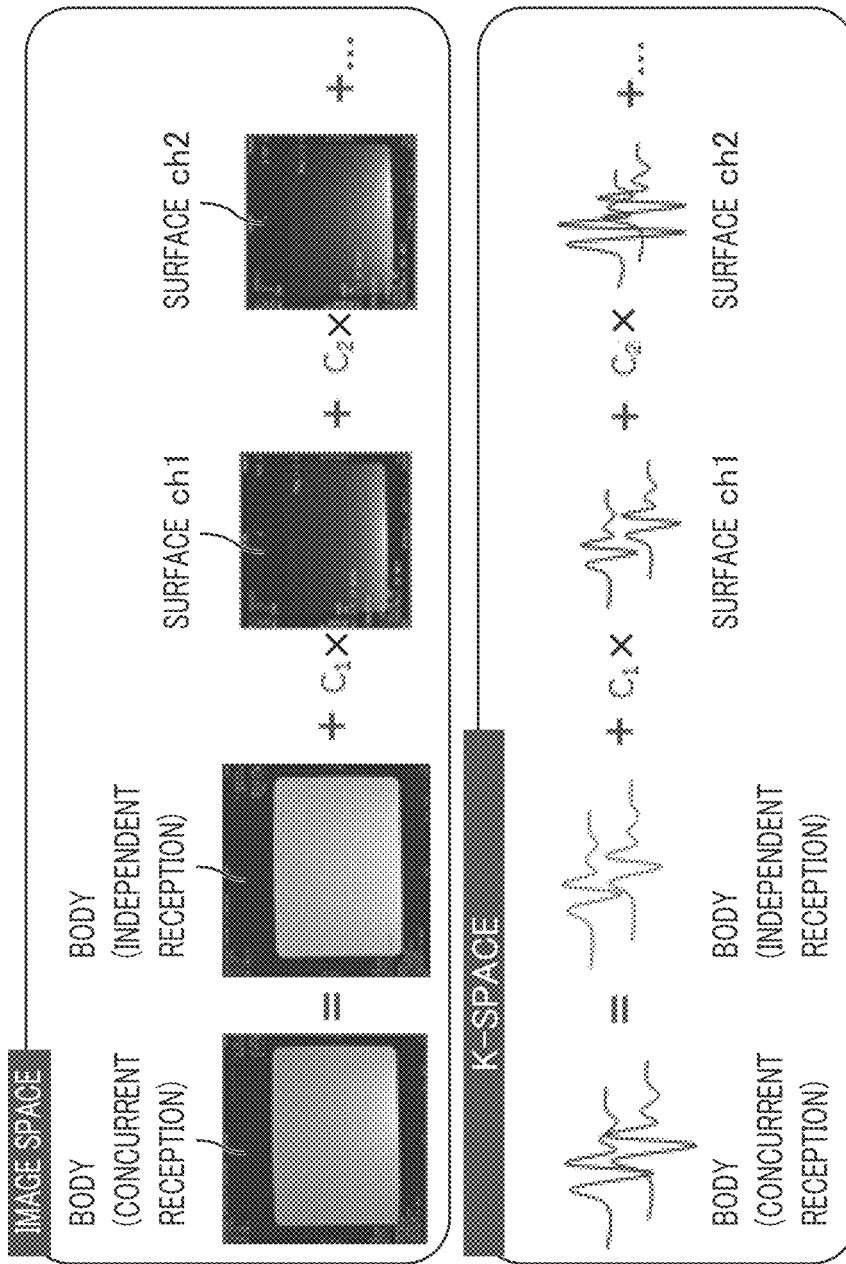 IMAGE SPACE
BODY
(CONCURRENT
RECEPTION)
=
BODY
(INDEPENDENT
RECEPTION)
+ C₁ ×
SURFACE ch1
+ C₂ ×
SURFACE ch2
+...
K-SPACE
=
+ C₁ ×
+ C₂ ×
+...
BODY
(CONCURRENT
RECEPTION)
BODY
(INDEPENDENT
RECEPTION)
SURFACE ch1
SURFACE ch2